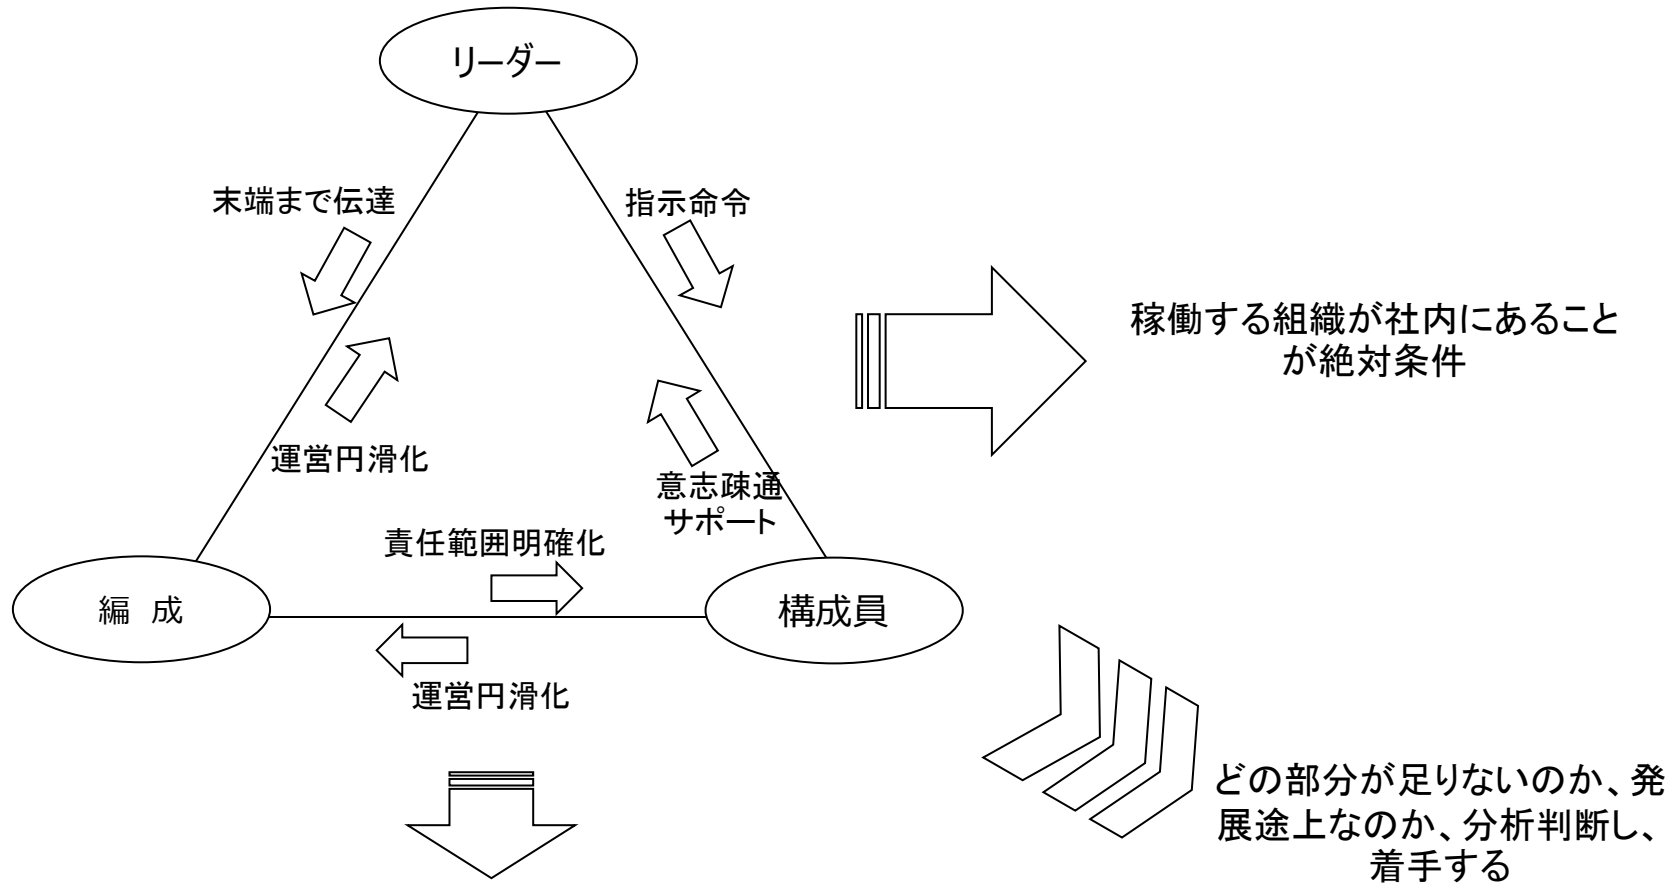 リーダー
末端まで伝達
指示命令
稼働する組織が社内にあること
が絶対条件
運営円滑化
意志疎通
サポート
責任範囲明確化
編　成
構成員
運営円滑化
どの部分が足りないのか、発
展途上なのか、分析判断し、
着手する